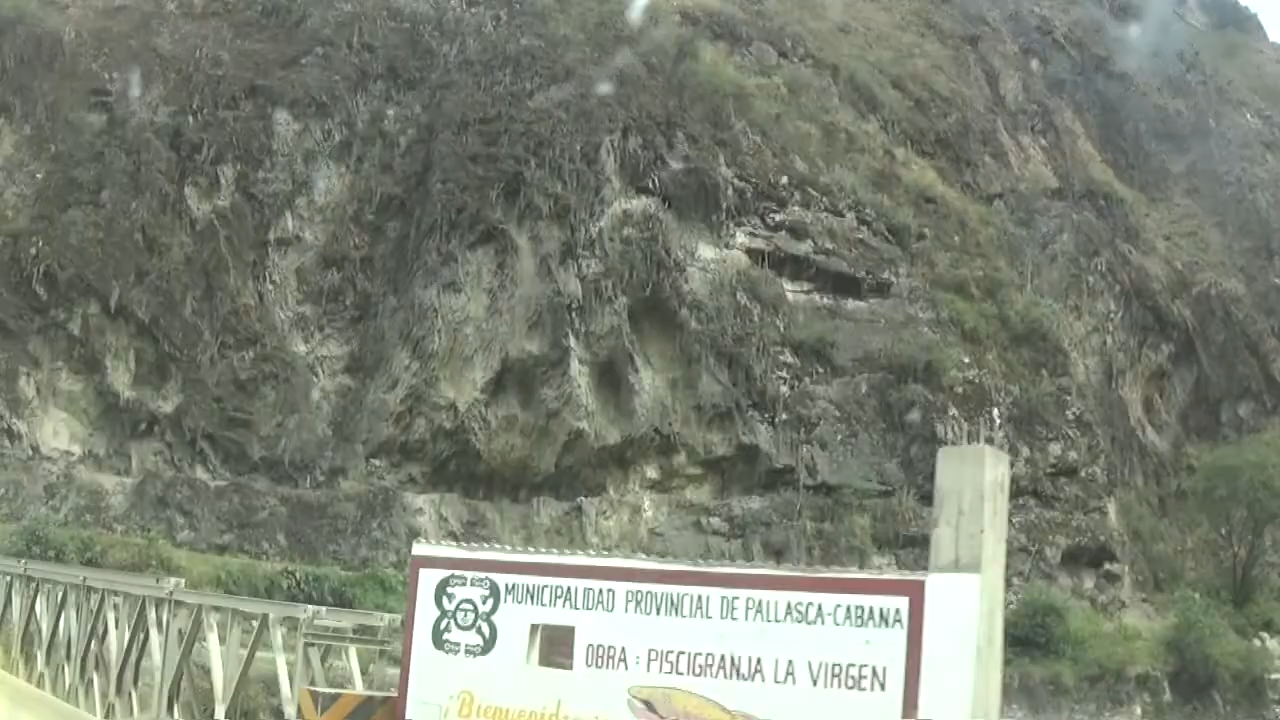 MUNICIPALIDAD PROVINCIAL DE PALLASCA-CABANA
OBRA : PISCIGRANJA LA VIRGEN